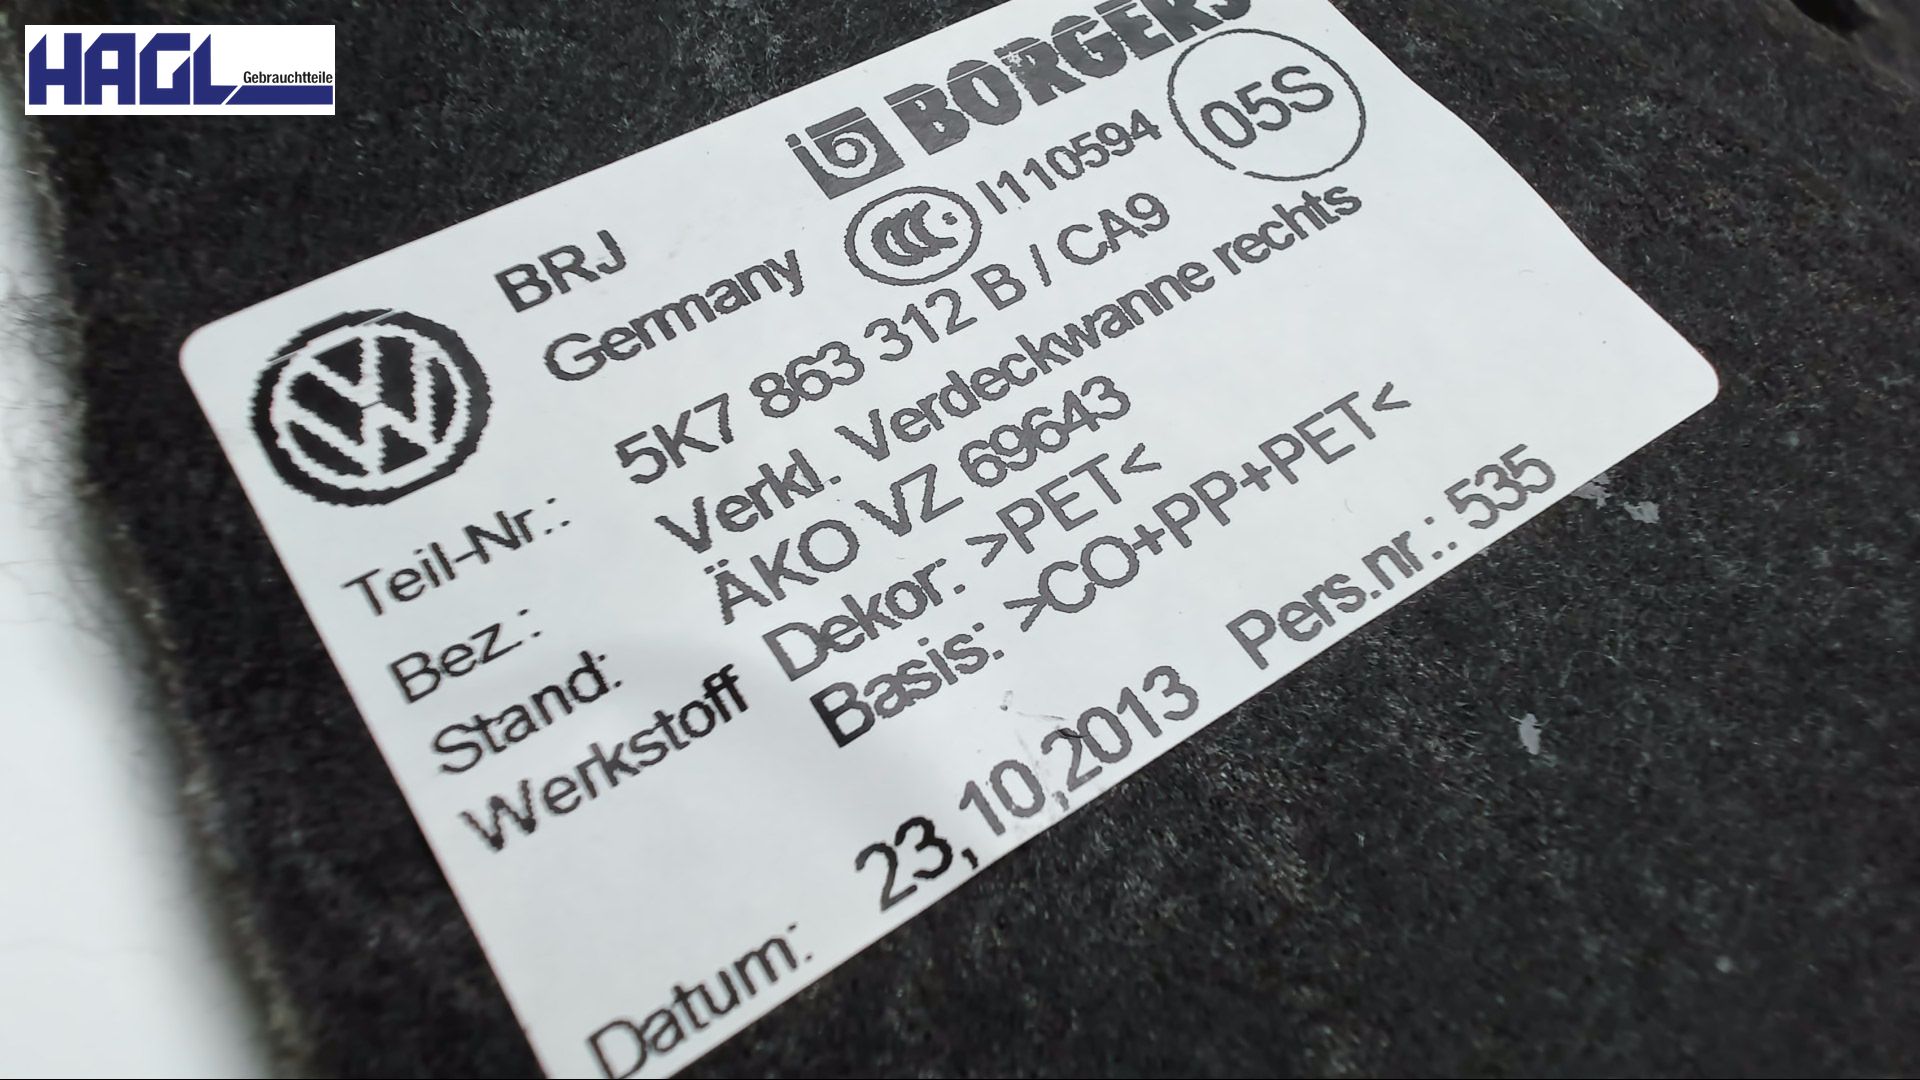 HAGL Gebrauchtteile
BORGERS
BRJ
Germany
CCC I110594
05S
Teil-Nr.: 5K7 863 312 B / CA9
Bez.: Verkl. Verdeckwanne rechts
Stand: ÄKO VZ 69643
Werkstoff Dekor: >PET<
Basis: >CO+PP+PET<
Datum: 23,10,2013 Pers.nr.: 535